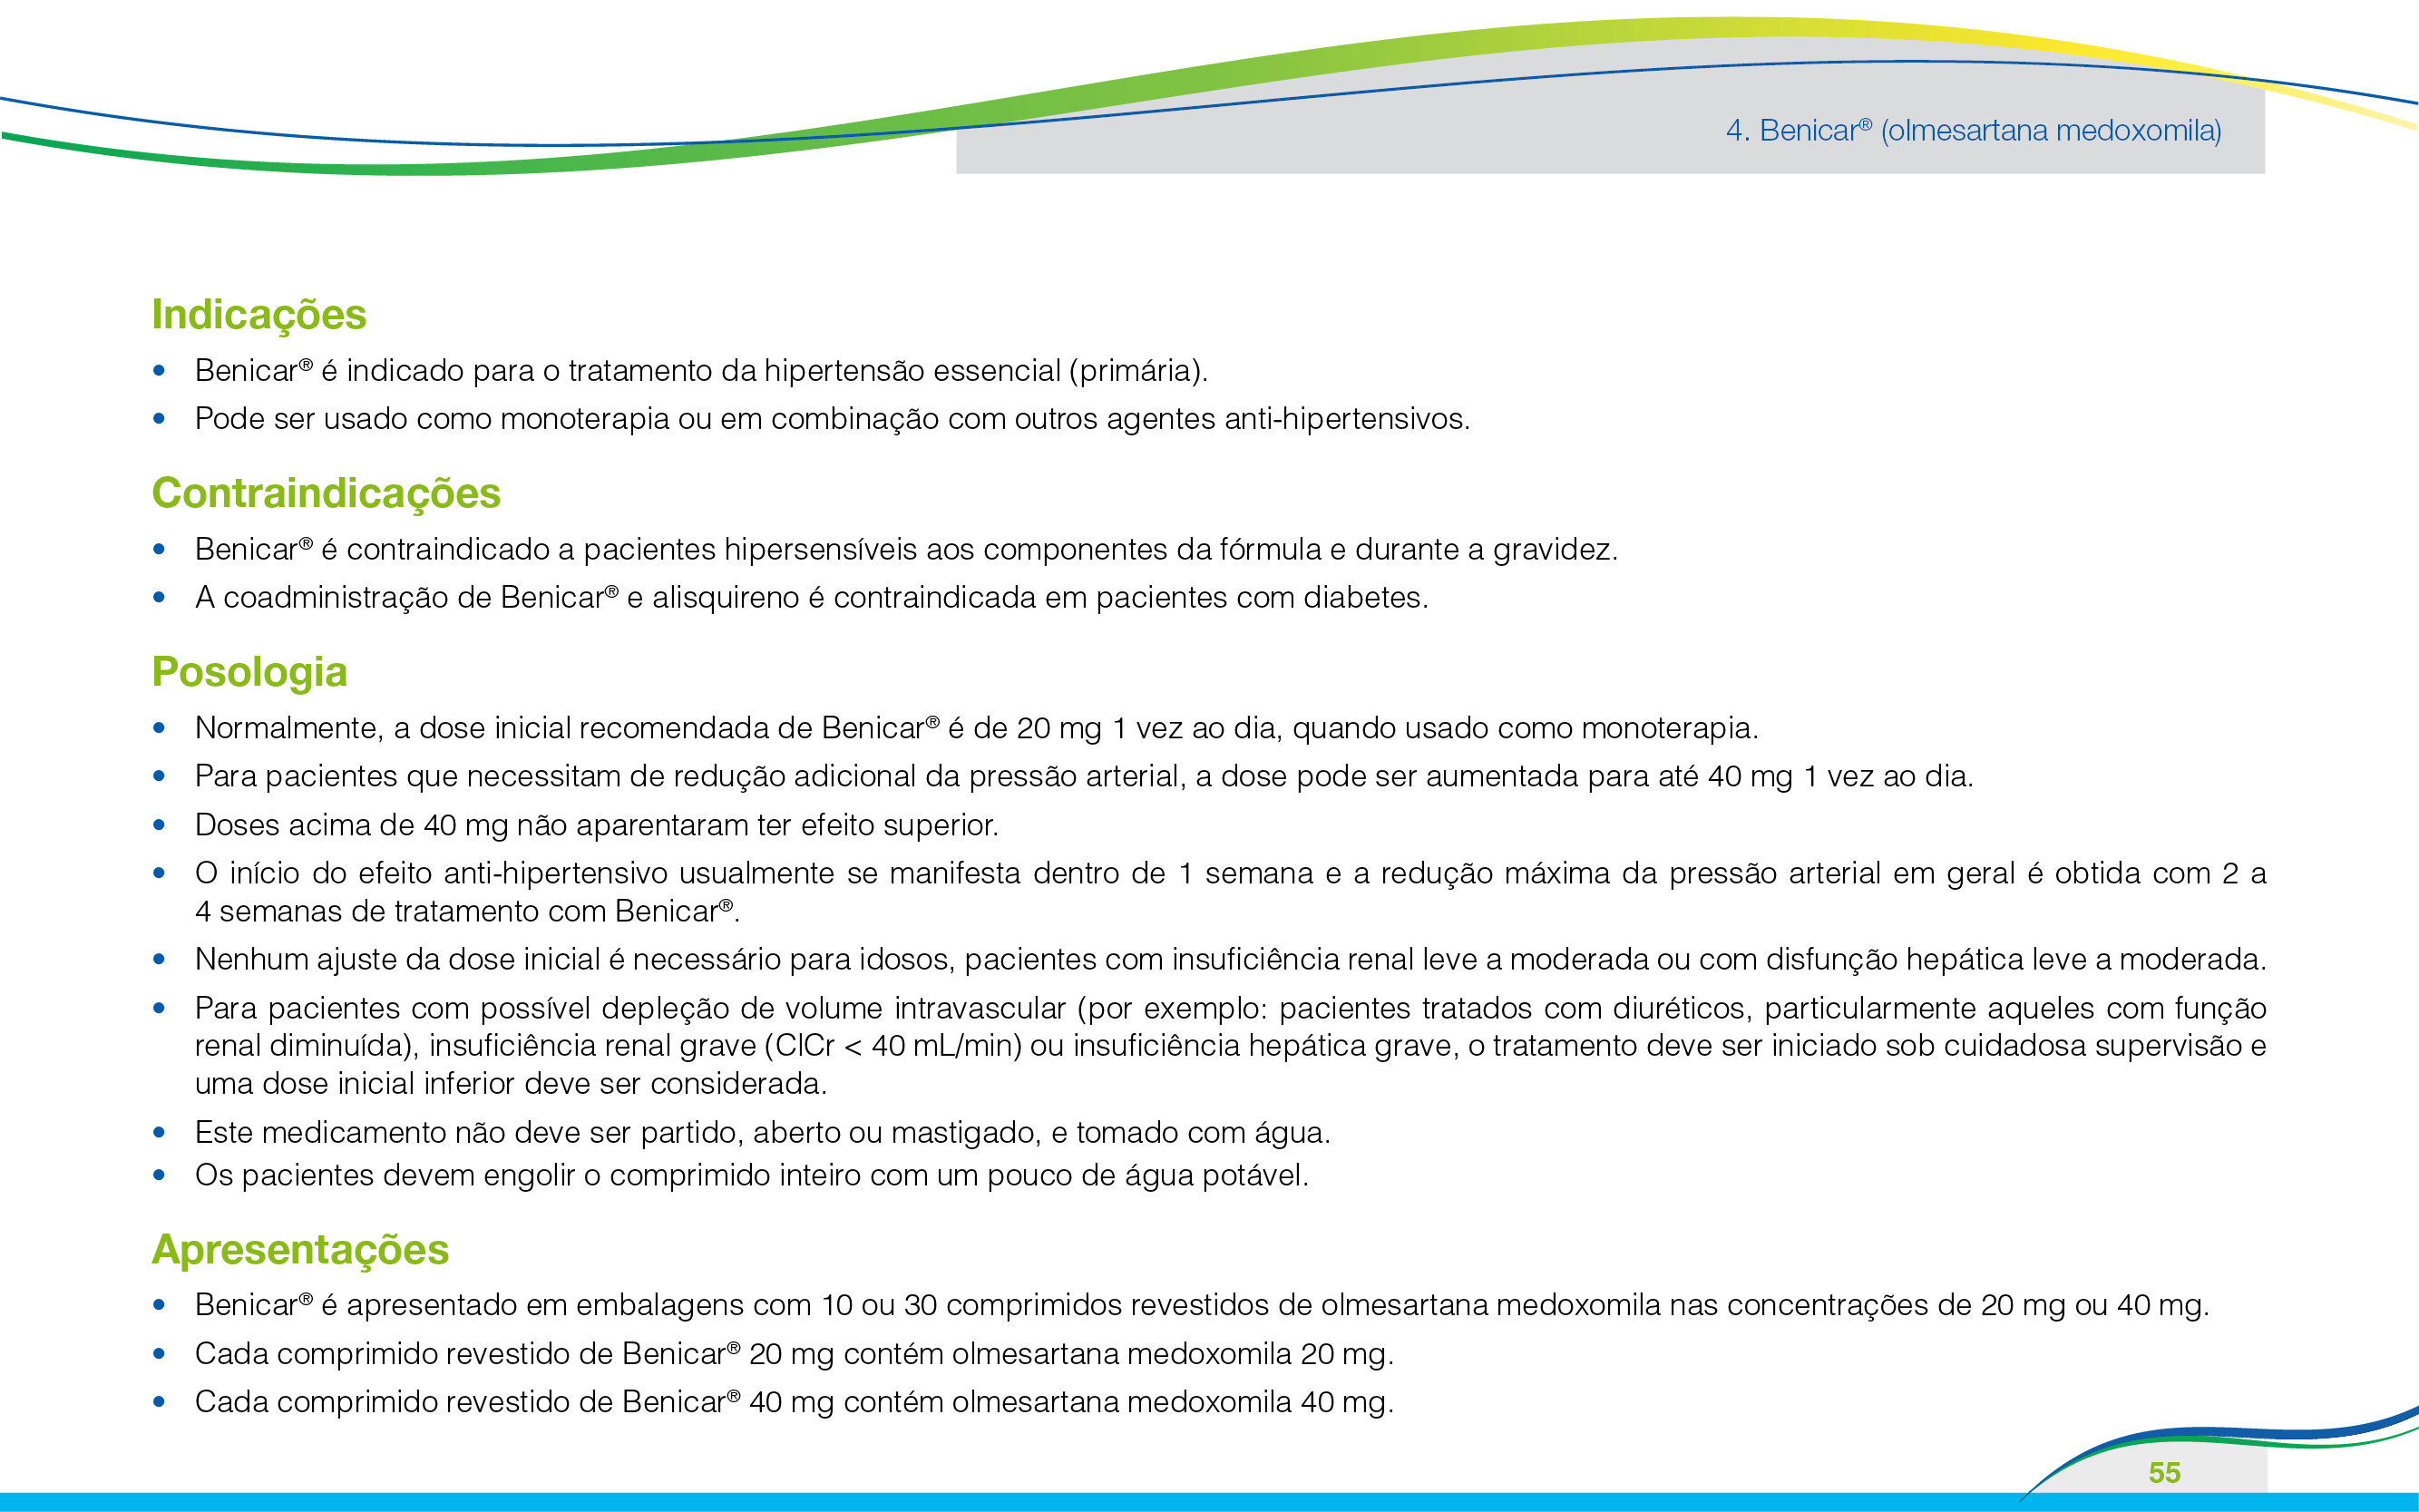 4. Benicar® (olmesartana medoxomila)
Indicações
• Benicar® é indicado para o tratamento da hipertensão essencial (primária).
• Pode ser usado como monoterapia ou em combinação com outros agentes anti-hipertensivos.
Contraindicações
• Benicar® é contraindicado a pacientes hipersensíveis aos componentes da fórmula e durante a gravidez.
• A coadministração de Benicar® e alisquireno é contraindicada em pacientes com diabetes.
Posologia
• Normalmente, a dose inicial recomendada de Benicar® é de 20 mg 1 vez ao dia, quando usado como monoterapia.
• Para pacientes que necessitam de redução adicional da pressão arterial, a dose pode ser aumentada para até 40 mg 1 vez ao dia.
• Doses acima de 40 mg não aparentaram ter efeito superior.
• O início do efeito anti-hipertensivo usualmente se manifesta dentro de 1 semana e a redução máxima da pressão arterial em geral é obtida com 2 a
4 semanas de tratamento com Benicar®.
• Nenhum ajuste da dose inicial é necessário para idosos, pacientes com insuficiência renal leve a moderada ou com disfunção hepática leve a moderada.
• Para pacientes com possível depleção de volume intravascular (por exemplo: pacientes tratados com diuréticos, particularmente aqueles com função
renal diminuída), insuficiência renal grave (ClCr < 40 mL/min) ou insuficiência hepática grave, o tratamento deve ser iniciado sob cuidadosa supervisão e
uma dose inicial inferior deve ser considerada.
• Este medicamento não deve ser partido, aberto ou mastigado, e tomado com água.
• Os pacientes devem engolir o comprimido inteiro com um pouco de água potável.
Apresentações
• Benicar® é apresentado em embalagens com 10 ou 30 comprimidos revestidos de olmesartana medoxomila nas concentrações de 20 mg ou 40 mg.
• Cada comprimido revestido de Benicar® 20 mg contém olmesartana medoxomila 20 mg.
• Cada comprimido revestido de Benicar® 40 mg contém olmesartana medoxomila 40 mg.
55